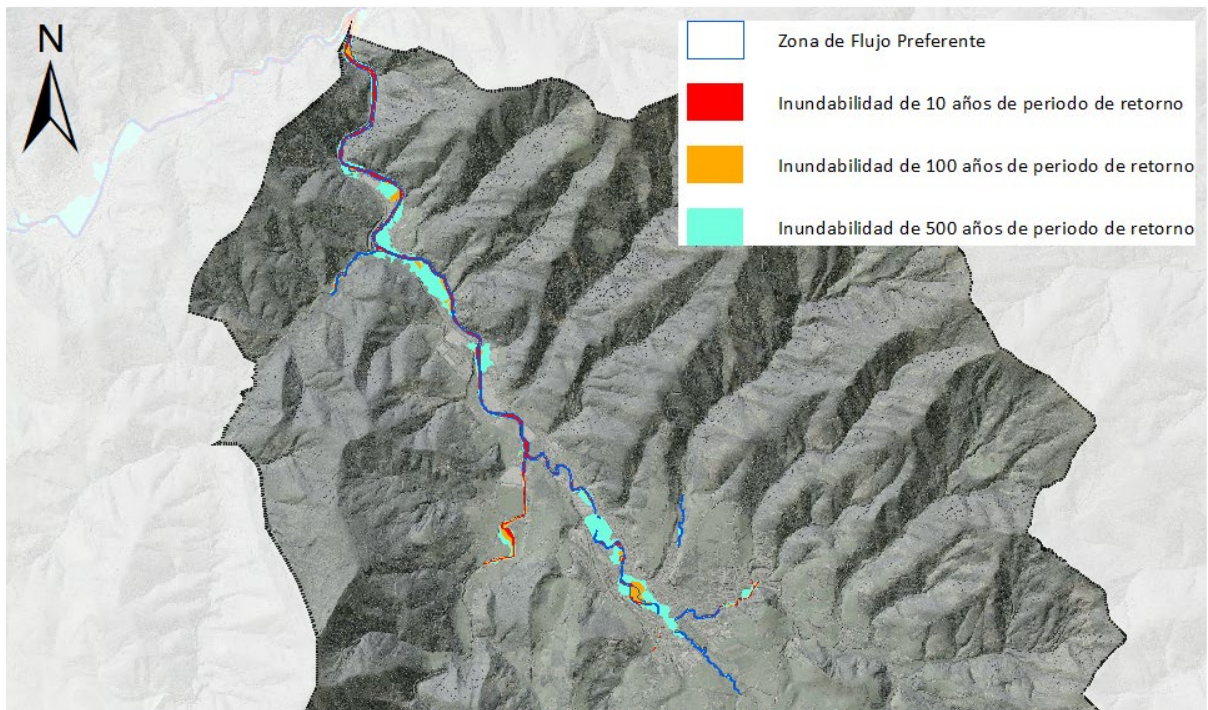 N
Zona de Flujo Preferente
Inundabilidad de 10 años de periodo de retorno
Inundabilidad de 100 años de periodo de retorno
Inundabilidad de 500 años de periodo de retorno